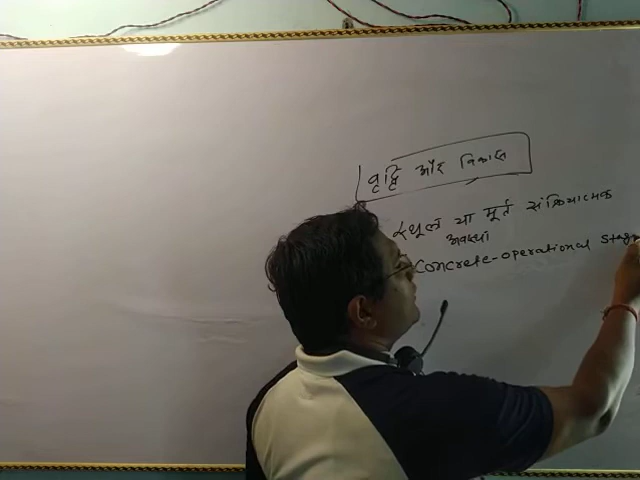 वृद्धि और विकास
स्थूल या मूर्त संक्रियात्मक
अवस्था
Concrete-operational Stage